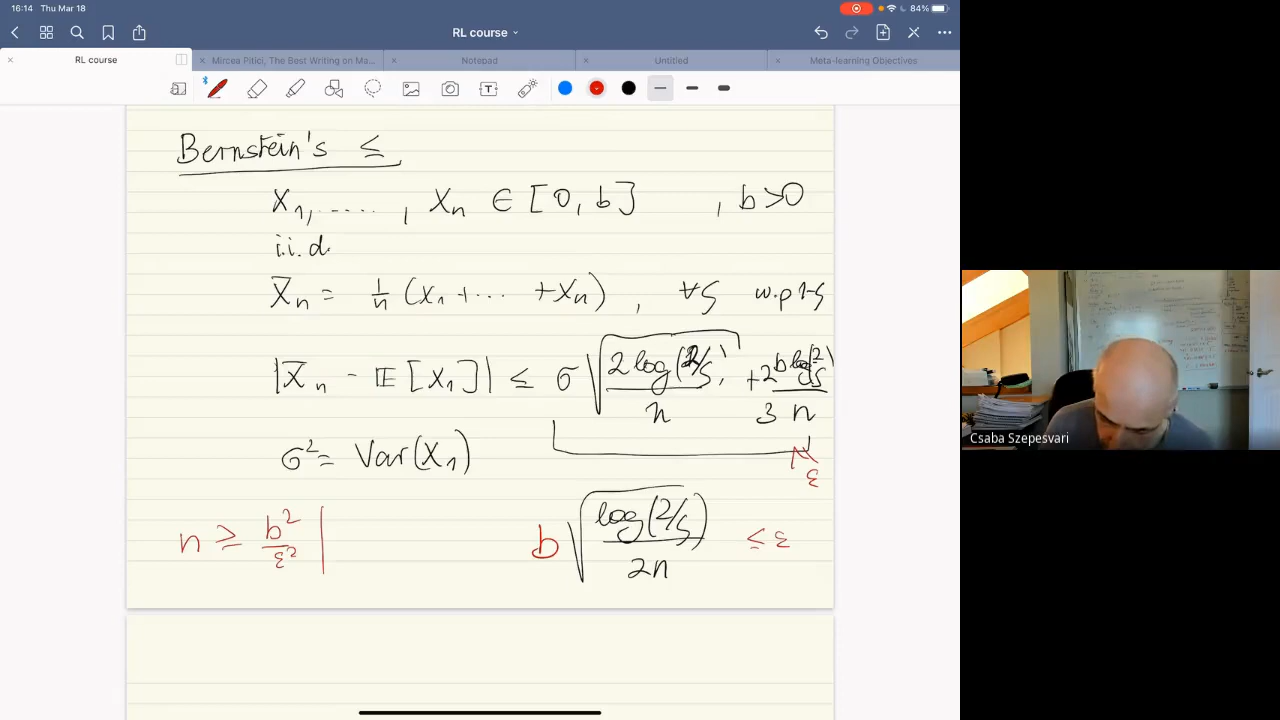 16:14 Thu Mar 18
84%
RL course
RL course
Mircea Pitici, The Best Writing on Ma...
Notepad
Untitled
Meta-learning Objectives
Bernstein's ≤
X₁, ....., Xₙ ∈ [0, b] , b>0
i.i.d.
X̄ₙ = 1/n (X₁ + ... + Xₙ) , ∀δ w.p 1-δ
|X̄ₙ - 𝔼[X₁]| ≤ σ √(2 log(2/δ) / n) + 2 b log(2/δ) / 3 n
σ² = Var(X₁)
ε
n ≥ b²/ε²
b √(log(2/δ) / 2n) ≤ ε
Csaba Szepesvari